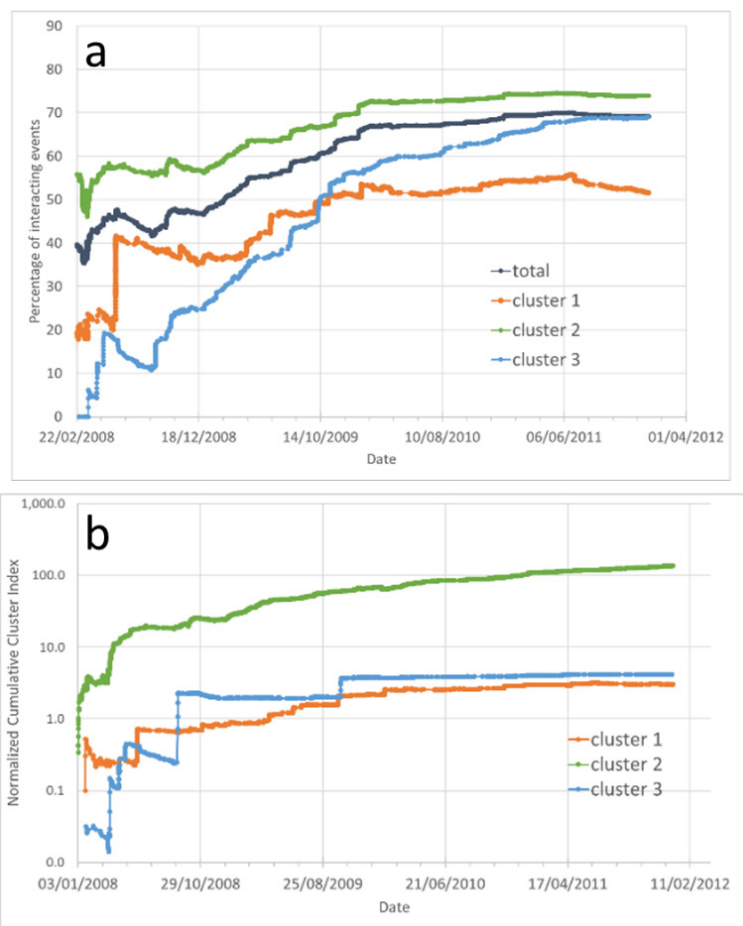 a
90
80
70
60
50
40
30
20
10
0
Percentage of interacting events
total
cluster 1
cluster 2
cluster 3
22/02/2008 18/12/2008 14/10/2009 10/08/2010 06/06/2011 01/04/2012
Date
b
1,000.0
100.0
10.0
1.0
0.1
0.0
Normalized Cumulative Cluster Index
cluster 1
cluster 2
cluster 3
03/01/2008 29/10/2008 25/08/2009 21/06/2010 17/04/2011 11/02/2012
Date